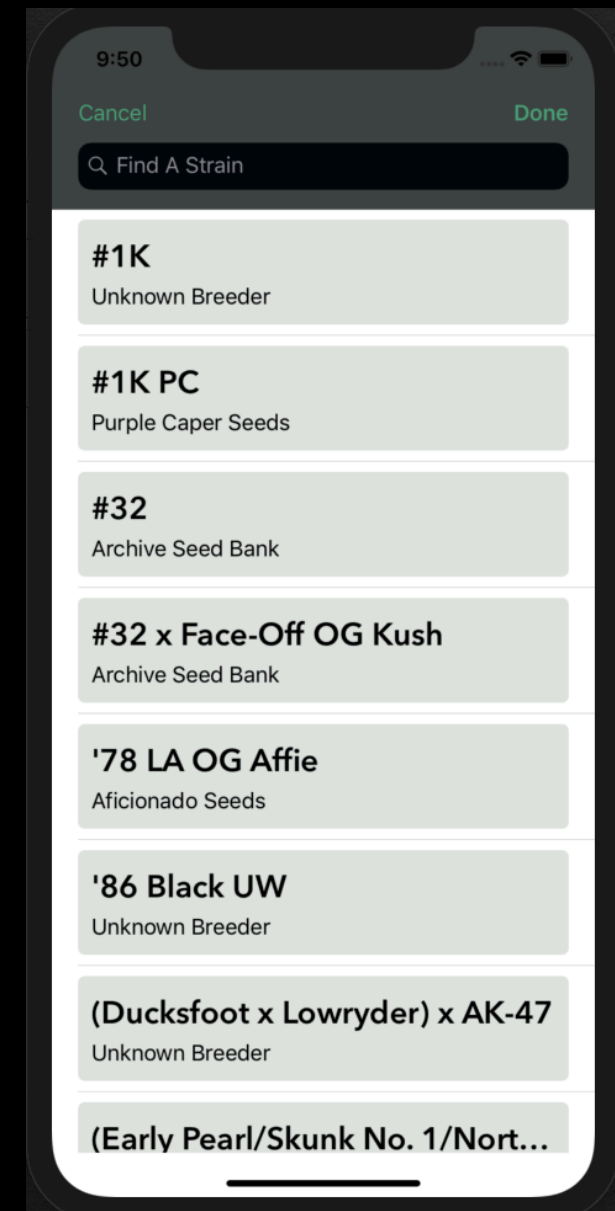 9:50
Cancel Done
Find A Strain
#1K
Unknown Breeder
#1K PC
Purple Caper Seeds
#32
Archive Seed Bank
#32 x Face-Off OG Kush
Archive Seed Bank
'78 LA OG Affie
Aficionado Seeds
'86 Black UW
Unknown Breeder
(Ducksfoot x Lowryder) x AK-47
Unknown Breeder
(Early Pearl/Skunk No. 1/Nort...